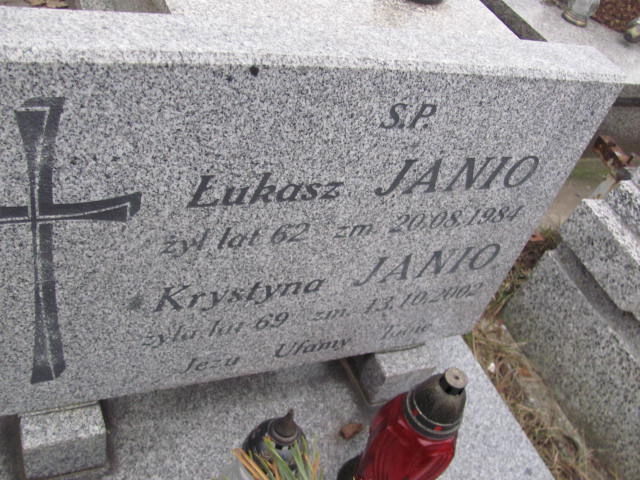 S.P.
Łukasz JANIO
żył lat 62 zm. 20.08.1984
Krystyna JANIO
żyła lat 69 zm. 13.10.2002
Jezu Ufamy tobie